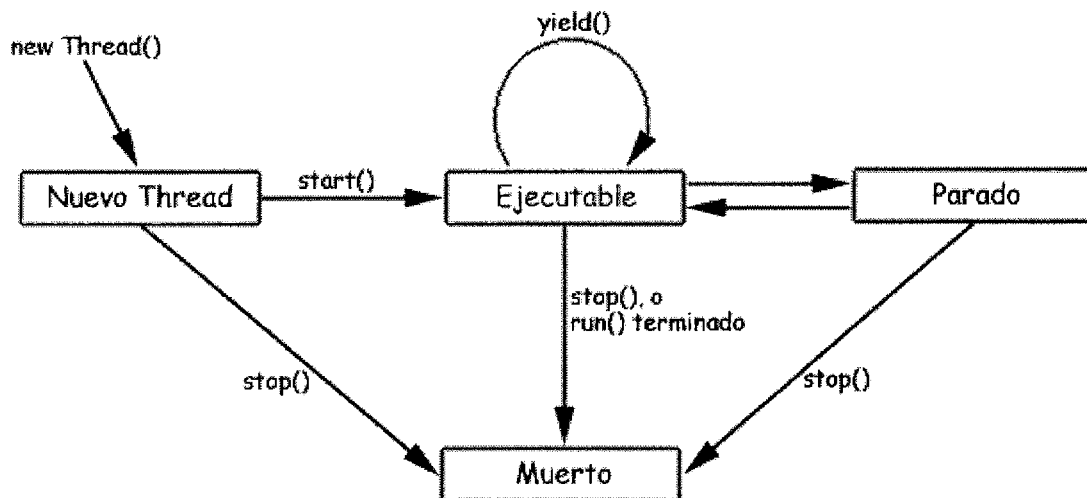 yield()
new Thread()
Nuevo Thread
start()
Ejecutable
Parado
stop(), o
run() terminado
stop()
stop()
Muerto